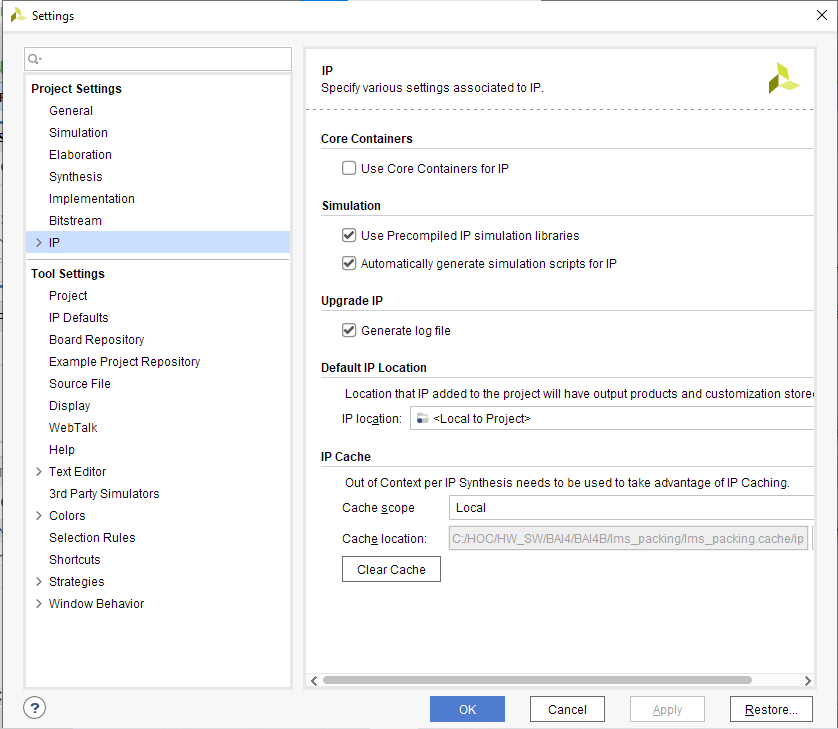 Settings
Project Settings
General
Simulation
Elaboration
Synthesis
Implementation
Bitstream
IP
Tool Settings
Project
IP Defaults
Board Repository
Example Project Repository
Source File
Display
WebTalk
Help
Text Editor
3rd Party Simulators
Colors
Selection Rules
Shortcuts
Strategies
Window Behavior
IP
Specify various settings associated to IP.
Core Containers
Use Core Containers for IP
Simulation
Use Precompiled IP simulation libraries
Automatically generate simulation scripts for IP
Upgrade IP
Generate log file
Default IP Location
Location that IP added to the project will have output products and customization store
IP location: <Local to Project>
IP Cache
Out of Context per IP Synthesis needs to be used to take advantage of IP Caching.
Cache scope Local
Cache location: C:/HOC/HW_SW/BAI4/BAI4B/lms_packing/lms_packing.cache/ip
Clear Cache
? OK Cancel Apply Restore...